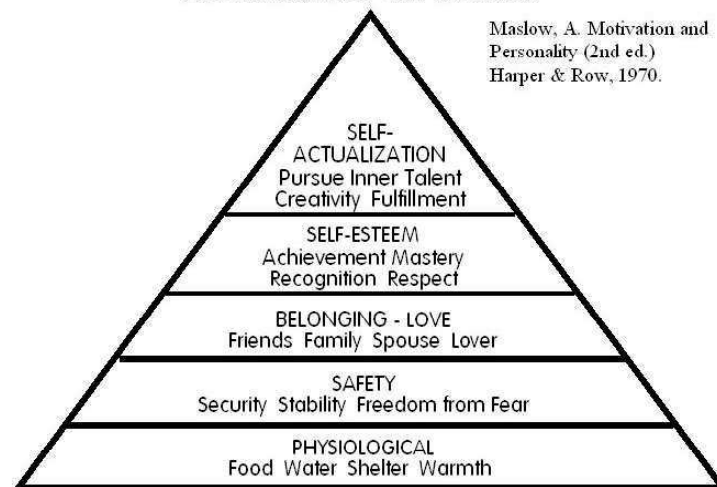 Maslow, A. Motivation and
Personality (2nd ed.)
Harper & Row, 1970.
SELF-
ACTUALIZATION
Pursue Inner Talent
Creativity Fulfillment
SELF-ESTEEM
Achievement Mastery
Recognition Respect
BELONGING - LOVE
Friends Family Spouse Lover
SAFETY
Security Stability Freedom from Fear
PHYSIOLOGICAL
Food Water Shelter Warmth